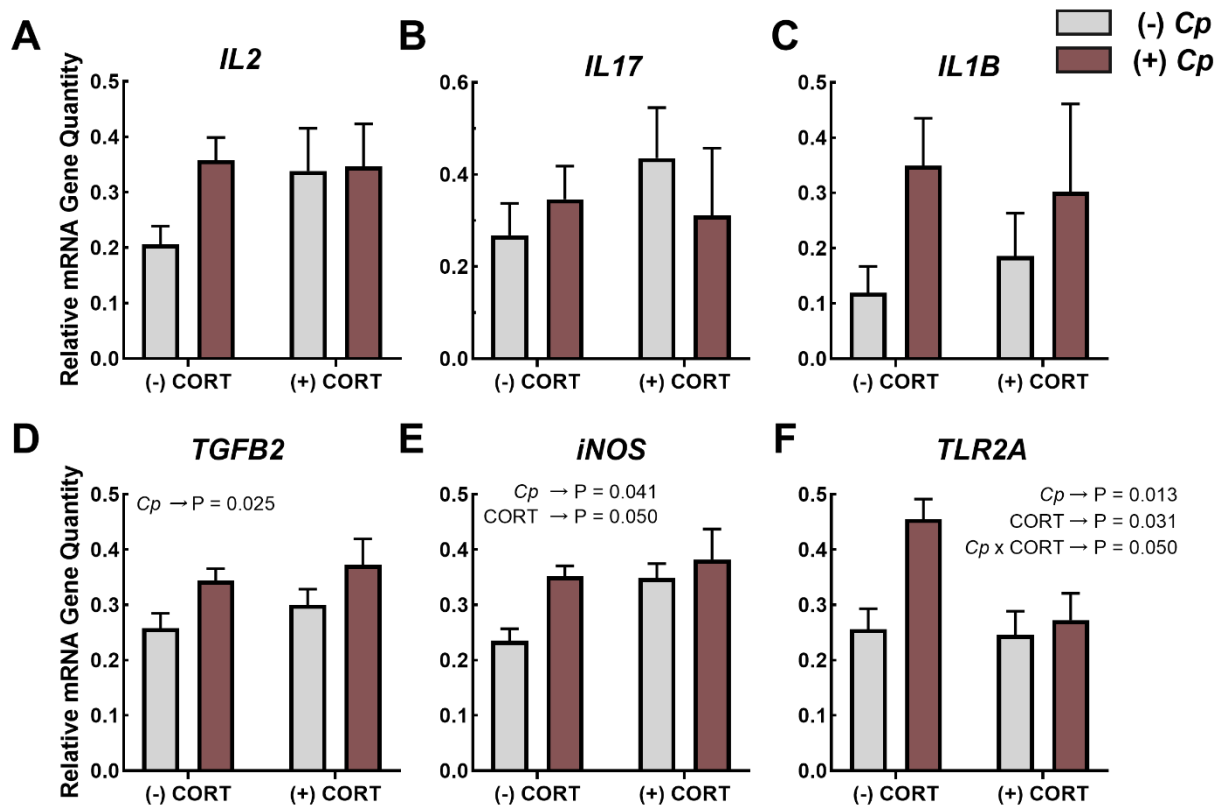 (-) Cp
(+) Cp
A
IL2
Relative mRNA Gene Quantity
0.5
0.4
0.3
0.2
0.1
0.0
(-) CORT
(+) CORT
B
IL17
0.6
0.4
0.2
0.0
(-) CORT
(+) CORT
C
IL1B
0.5
0.4
0.3
0.2
0.1
0.0
(-) CORT
(+) CORT
D
TGFB2
Relative mRNA Gene Quantity
Cp → P = 0.025
0.5
0.4
0.3
0.2
0.1
0.0
(-) CORT
(+) CORT
E
iNOS
Cp → P = 0.041
CORT → P = 0.050
0.5
0.4
0.3
0.2
0.1
0.0
(-) CORT
(+) CORT
F
TLR2A
Cp → P = 0.013
CORT → P = 0.031
Cp x CORT → P = 0.050
0.5
0.4
0.3
0.2
0.1
0.0
(-) CORT
(+) CORT